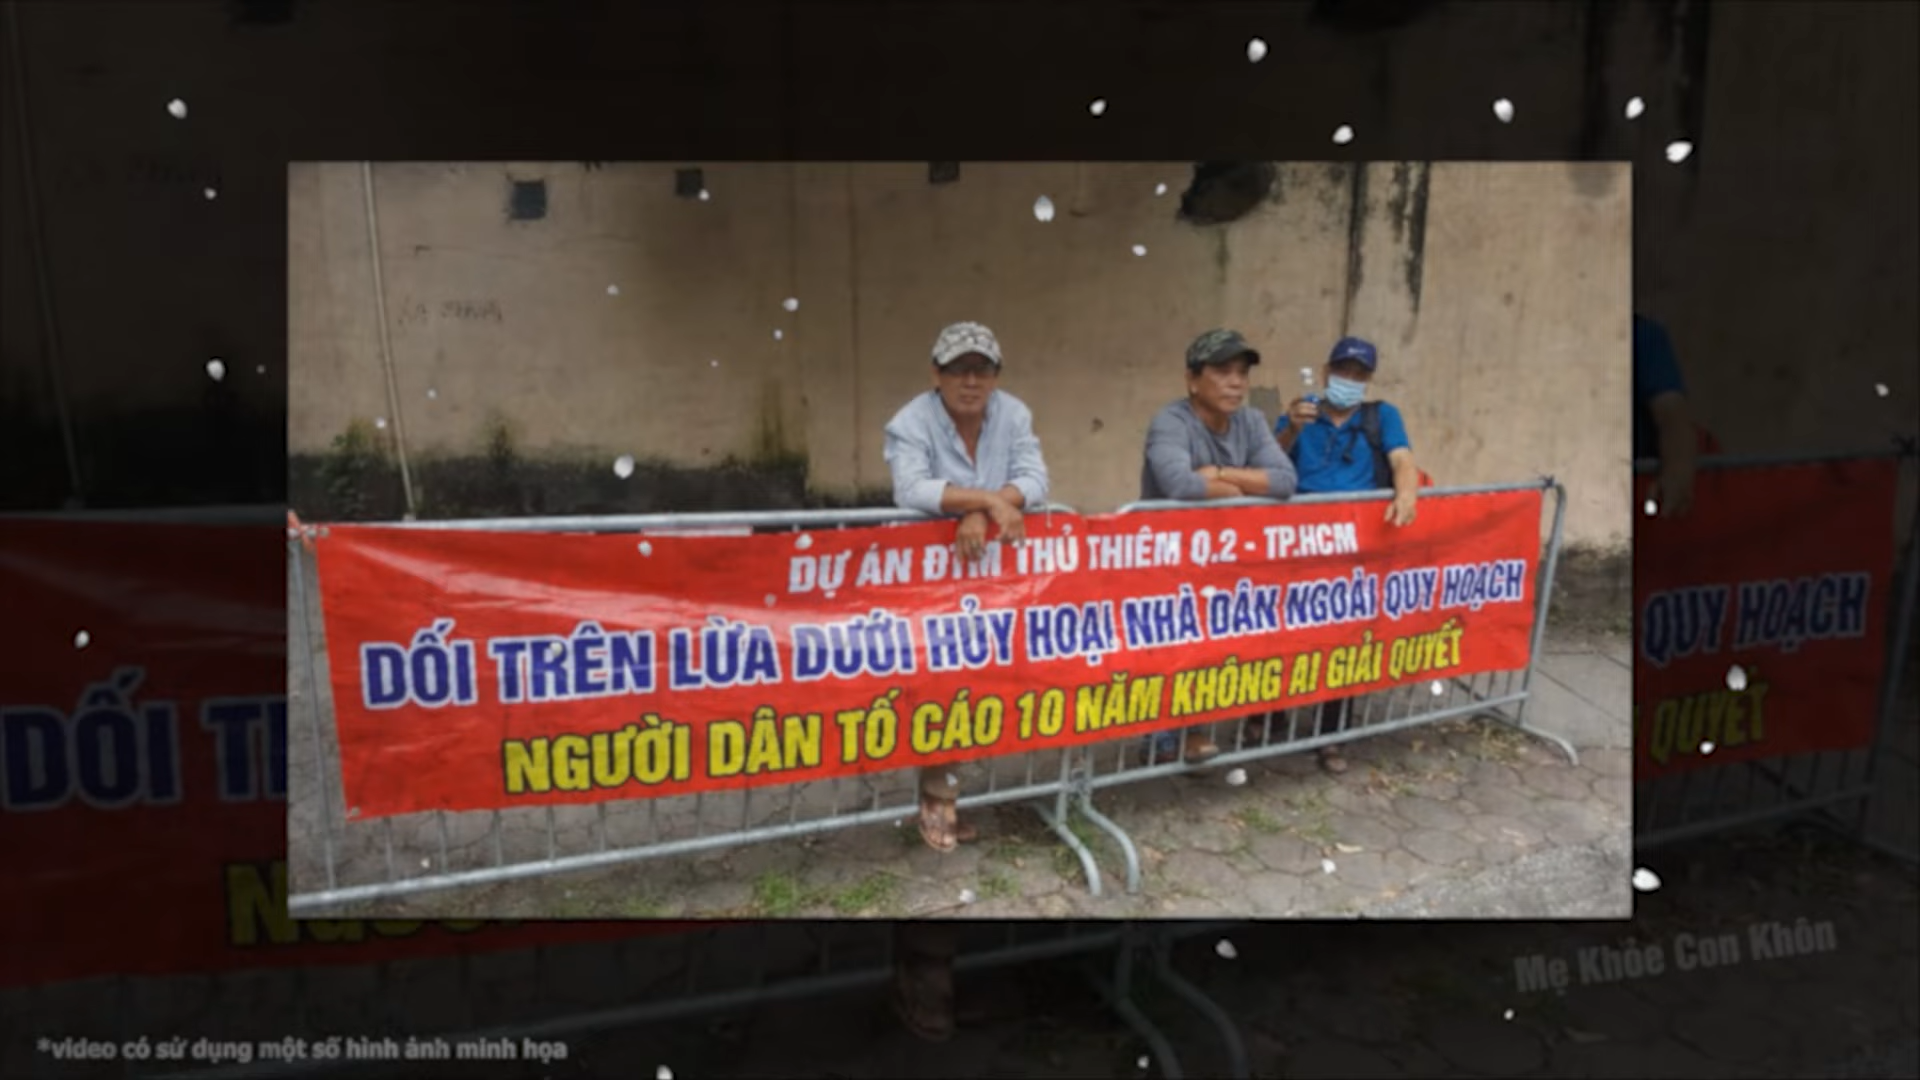 DỰ ÁN ĐTM THỦ THIÊM Q.2 - TP.HCM
DỐI TRÊN LỪA DƯỚI HỦY HOẠI NHÀ DÂN NGOÀI QUY HOẠCH
NGƯỜI DÂN TỐ CÁO 10 NĂM KHÔNG AI GIẢI QUYẾT
Mẹ Khỏe Con Khôn
*video có sử dụng một số hình ảnh minh họa